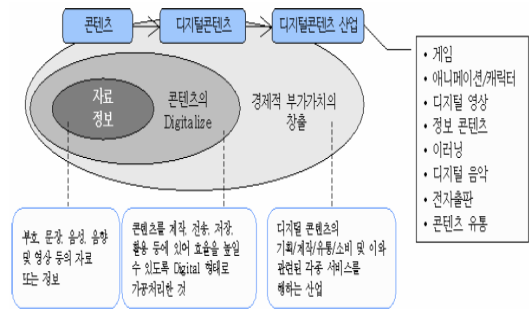 콘텐츠
디지털콘텐츠
디지털콘텐츠 산업
자료
정보
콘텐츠의
Digitalize
경제적 부가가치의
창출
• 게임
• 애니메이션/캐릭터
• 디지털 영상
• 정보 콘텐츠
• 이러닝
• 디지털 음악
• 전자출판
• 콘텐츠 유통
부호, 문장, 음성, 음향
및 영상 등의 자료
또는 정보
콘텐츠를 제작, 전송, 저장,
활용 등에 있어 효율을 높일
수 있도록 Digital 형태로
가공처리한 것
디지털 콘텐츠의
기획/제작/유통/소비 및 이와
관련된 각종 서비스를
행하는 산업